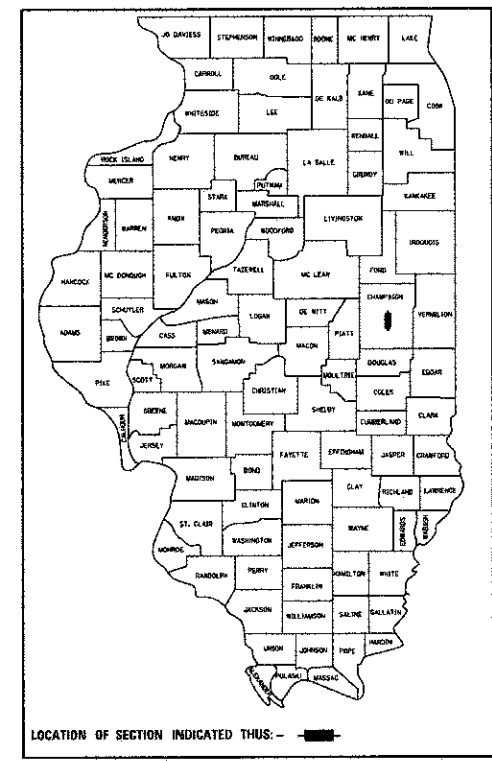 JO DAVIESS STEPHENSON WINNEBAGO BOONE MC HENRY LAKE
CARROLL OGLE DE KALB KANE DU PAGE COOK
WHITESIDE LEE KENDALL WILL
ROCK ISLAND HENRY BUREAU LA SALLE GRUNDY
MERCER PUTNAM KANKAKEE
STARK MARSHALL LIVINGSTON
HENDERSON WARREN KNOX PEORIA WOODFORD IROQUOIS
HANCOCK MC DONOUGH FULTON TAZEWELL MC LEAN FORD
MASON CHAMPAIGN
SCHUYLER LOGAN DE WITT VERMILION
ADAMS BROWN CASS MENARD MACON PIATT
MORGAN SANGAMON DOUGLAS EDGAR
PIKE SCOTT CHRISTIAN MOULTRIE COLES
GREENE MACOUPIN SHELBY CUMBERLAND CLARK
CALHOUN JERSEY MONTGOMERY
FAYETTE EFFINGHAM JASPER CRAWFORD
MADISON BOND CLAY RICHLAND LAWRENCE
CLINTON MARION
ST. CLAIR WAYNE EDWARDS WABASH
WASHINGTON JEFFERSON
MONROE
RANDOLPH PERRY HAMILTON WHITE
FRANKLIN
JACKSON WILLIAMSON SALINE GALLATIN
UNION JOHNSON POPE HARDIN
ALEXANDER PULASKI MASSAC
LOCATION OF SECTION INDICATED THUS:-